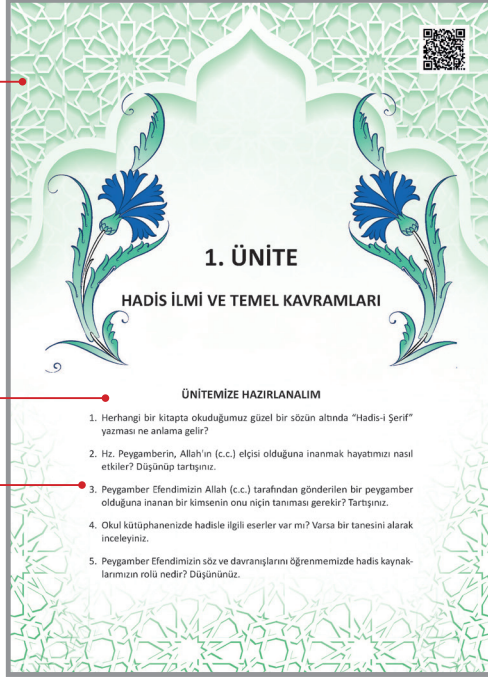 1. ÜNİTE
HADİS İLMİ VE TEMEL KAVRAMLARI
ÜNİTEMİZE HAZIRLANALIM
1. Herhangi bir kitapta okuduğumuz güzel bir sözün altında “Hadis-i Şerif”
yazması ne anlama gelir?
2. Hz. Peygamberin, Allah’ın (c.c.) elçisi olduğuna inanmak hayatımızı nasıl
etkiler? Düşünüp tartışınız.
3. Peygamber Efendimizin Allah (c.c.) tarafından gönderilen bir peygamber
olduğuna inanan bir kimsenin onu niçin tanıması gerekir? Tartışınız.
4. Okul kütüphanenizde hadisle ilgili eserler var mı? Varsa bir tanesini alarak
inceleyiniz.
5. Peygamber Efendimizin söz ve davranışlarını öğrenmemizde hadis kaynak-
larımızın rolü nedir? Düşününüz.